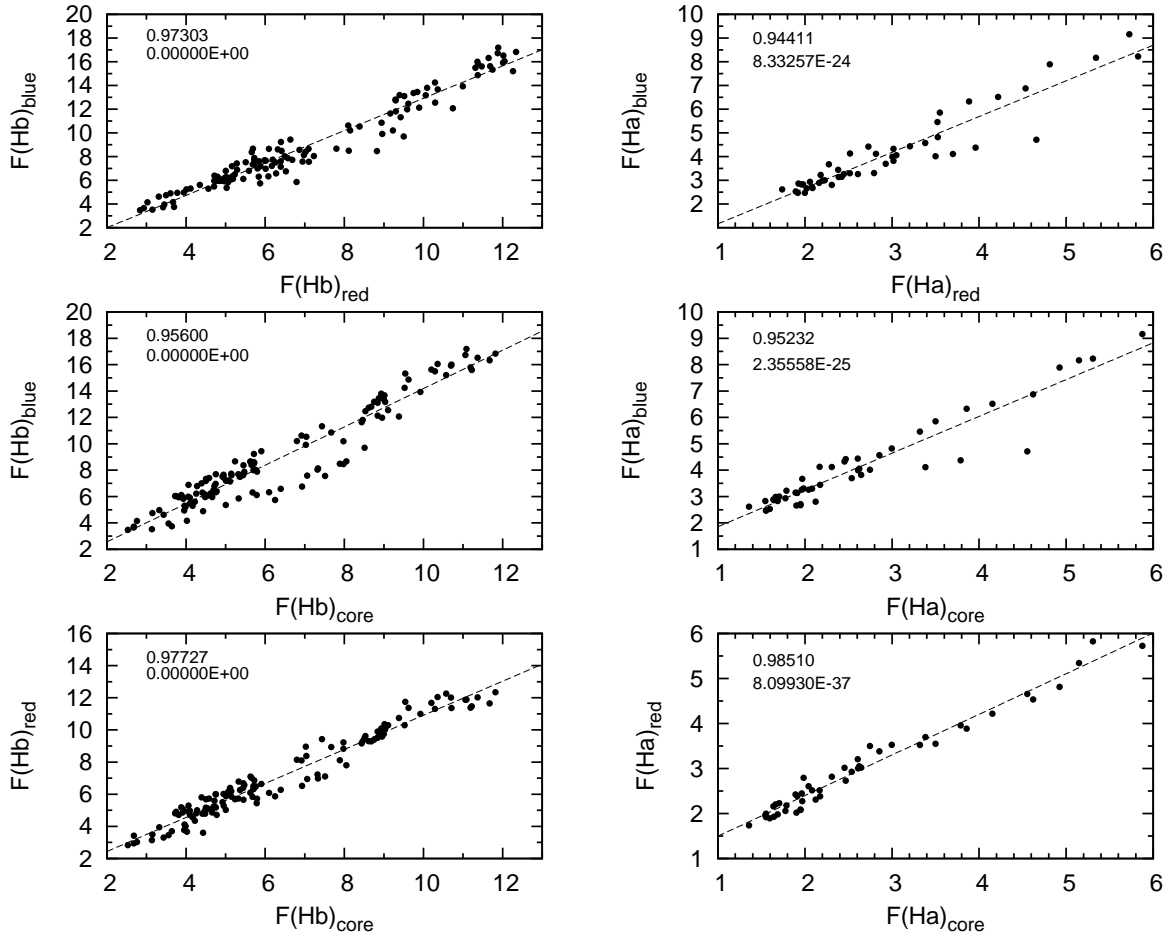 0.97303
0.00000E+00
F(Hb)blue
20
18
16
14
12
10
8
6
4
2
2 4 6 8 10 12
F(Hb)red
0.94411
8.33257E-24
F(Ha)blue
10
9
8
7
6
5
4
3
2
1
1 2 3 4 5 6
F(Ha)red
0.95600
0.00000E+00
F(Hb)blue
20
18
16
14
12
10
8
6
4
2
2 4 6 8 10 12
F(Hb)core
0.95232
2.35558E-25
F(Ha)blue
10
9
8
7
6
5
4
3
2
1
1 2 3 4 5 6
F(Ha)core
0.97727
0.00000E+00
F(Hb)red
16
14
12
10
8
6
4
2
2 4 6 8 10 12
F(Hb)core
0.98510
8.09930E-37
F(Ha)red
6
5
4
3
2
1
1 2 3 4 5 6
F(Ha)core